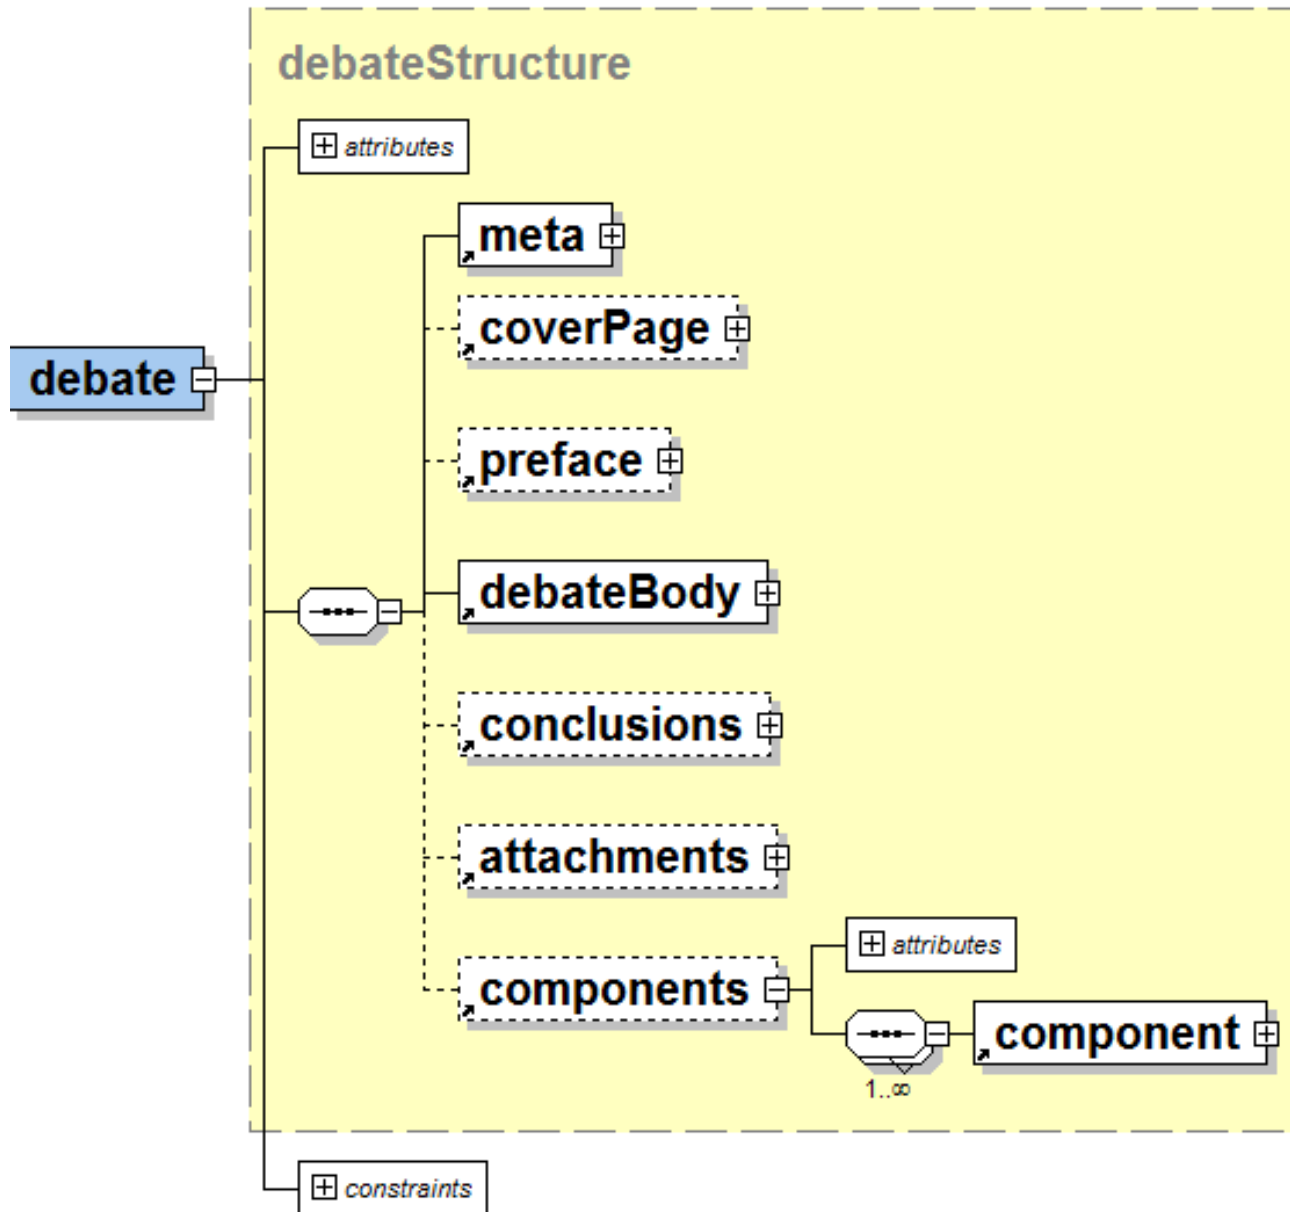 debateStructure
attributes
meta
coverPage
debate
preface
debateBody
conclusions
attachments
attributes
components
component
1..∞
constraints